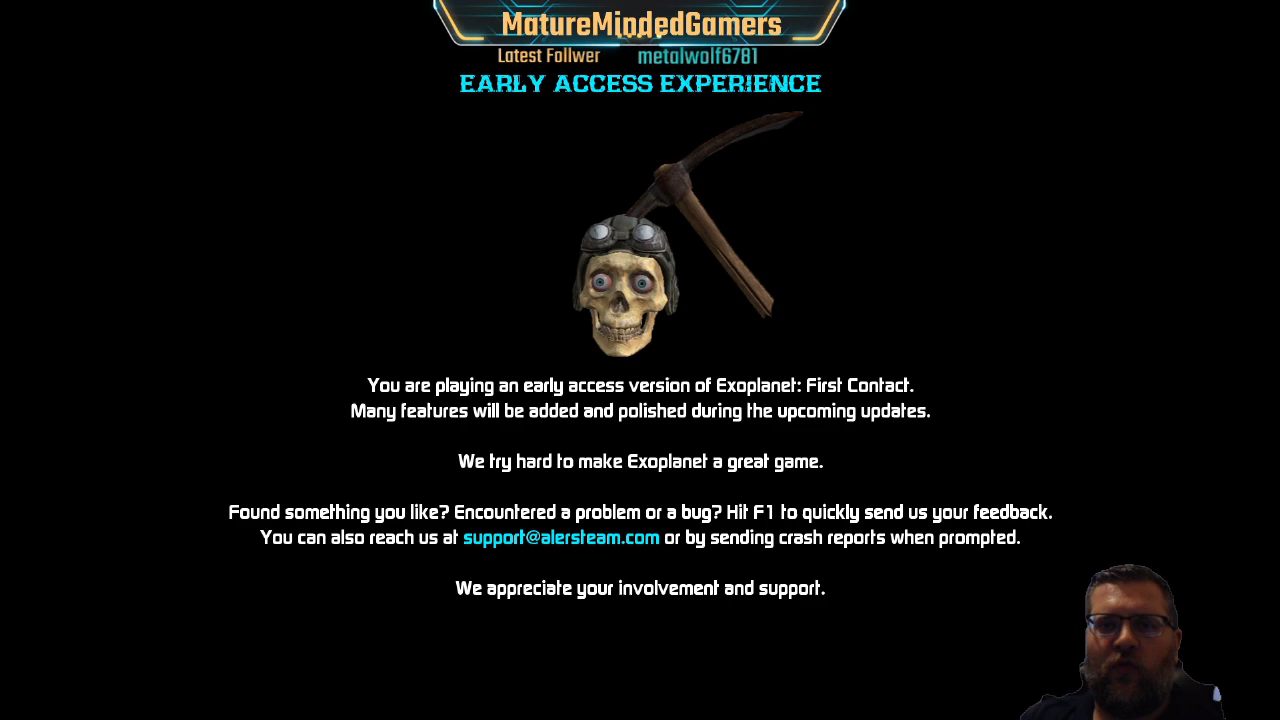 MatureMindedGamers
Latest Follwer metalwolf6781
EARLY ACCESS EXPERIENCE
You are playing an early access version of Exoplanet: First Contact.
Many features will be added and polished during the upcoming updates.
We try hard to make Exoplanet a great game.
Found something you like? Encountered a problem or a bug? Hit F1 to quickly send us your feedback.
You can also reach us at support@alersteam.com or by sending crash reports when prompted.
We appreciate your involvement and support.